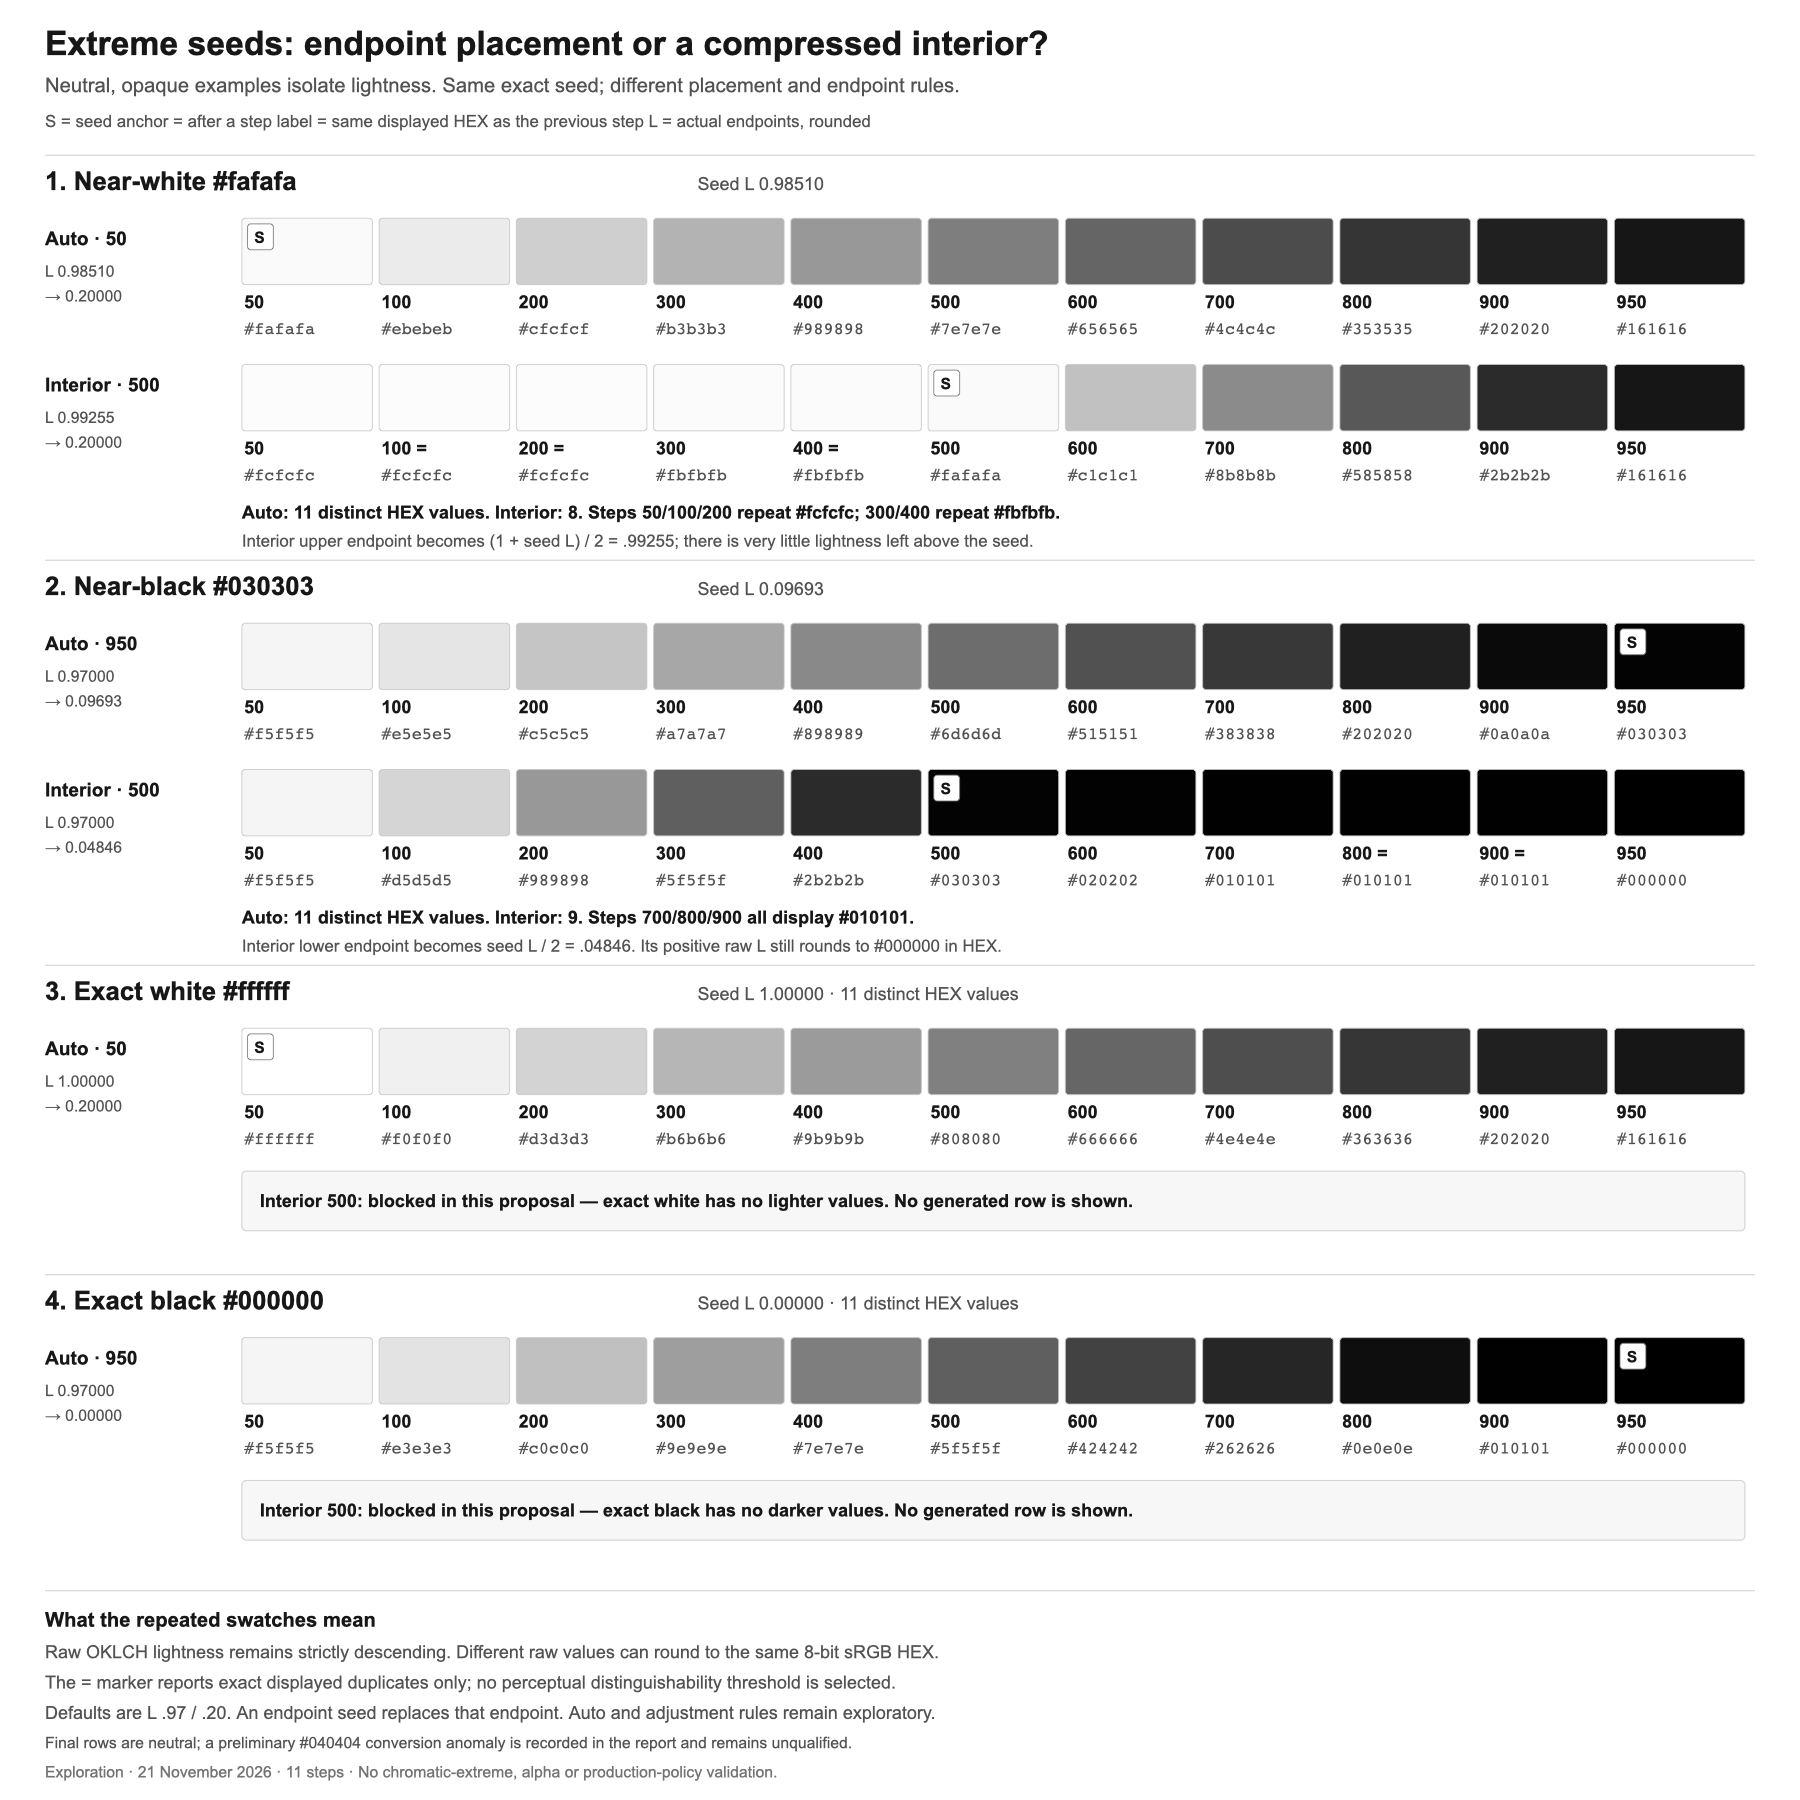 Extreme seeds: endpoint placement or a compressed interior?
Neutral, opaque examples isolate lightness. Same exact seed; different placement and endpoint rules.
S = seed anchor = after a step label = same displayed HEX as the previous step L = actual endpoints, rounded
1. Near-white #fafafa Seed L 0.98510
Auto · 50
L 0.98510
→ 0.20000
S
50 100 200 300 400 500 600 700 800 900 950
#fafafa #ebebeb #cfcfcf #b3b3b3 #989898 #7e7e7e #656565 #4c4c4c #353535 #202020 #161616
Interior · 500
L 0.99255
→ 0.20000
S
50 100 = 200 = 300 400 = 500 600 700 800 900 950
#fcfcfc #fcfcfc #fcfcfc #fbfbfb #fbfbfb #fafafa #c1c1c1 #8b8b8b #585858 #2b2b2b #161616
Auto: 11 distinct HEX values. Interior: 8. Steps 50/100/200 repeat #fcfcfc; 300/400 repeat #fbfbfb.
Interior upper endpoint becomes (1 + seed L) / 2 = .99255; there is very little lightness left above the seed.
2. Near-black #030303 Seed L 0.09693
Auto · 950
L 0.97000
→ 0.09693
S
50 100 200 300 400 500 600 700 800 900 950
#f5f5f5 #e5e5e5 #c5c5c5 #a7a7a7 #898989 #6d6d6d #515151 #383838 #202020 #0a0a0a #030303
Interior · 500
L 0.97000
→ 0.04846
S
50 100 200 300 400 500 600 700 800 = 900 = 950
#f5f5f5 #d5d5d5 #989898 #5f5f5f #2b2b2b #030303 #020202 #010101 #010101 #010101 #000000
Auto: 11 distinct HEX values. Interior: 9. Steps 700/800/900 all display #010101.
Interior lower endpoint becomes seed L / 2 = .04846. Its positive raw L still rounds to #000000 in HEX.
3. Exact white #ffffff Seed L 1.00000 · 11 distinct HEX values
Auto · 50
L 1.00000
→ 0.20000
S
50 100 200 300 400 500 600 700 800 900 950
#ffffff #f0f0f0 #d3d3d3 #b6b6b6 #9b9b9b #808080 #666666 #4e4e4e #363636 #202020 #161616
Interior 500: blocked in this proposal — exact white has no lighter values. No generated row is shown.
4. Exact black #000000 Seed L 0.00000 · 11 distinct HEX values
Auto · 950
L 0.97000
→ 0.00000
S
50 100 200 300 400 500 600 700 800 900 950
#f5f5f5 #e3e3e3 #c0c0c0 #9e9e9e #7e7e7e #5f5f5f #424242 #262626 #0e0e0e #010101 #000000
Interior 500: blocked in this proposal — exact black has no darker values. No generated row is shown.
What the repeated swatches mean
Raw OKLCH lightness remains strictly descending. Different raw values can round to the same 8-bit sRGB HEX.
The = marker reports exact displayed duplicates only; no perceptual distinguishability threshold is selected.
Defaults are L .97 / .20. An endpoint seed replaces that endpoint. Auto and adjustment rules remain exploratory.
Final rows are neutral; a preliminary #040404 conversion anomaly is recorded in the report and remains unqualified.
Exploration · 21 November 2026 · 11 steps · No chromatic-extreme, alpha or production-policy validation.